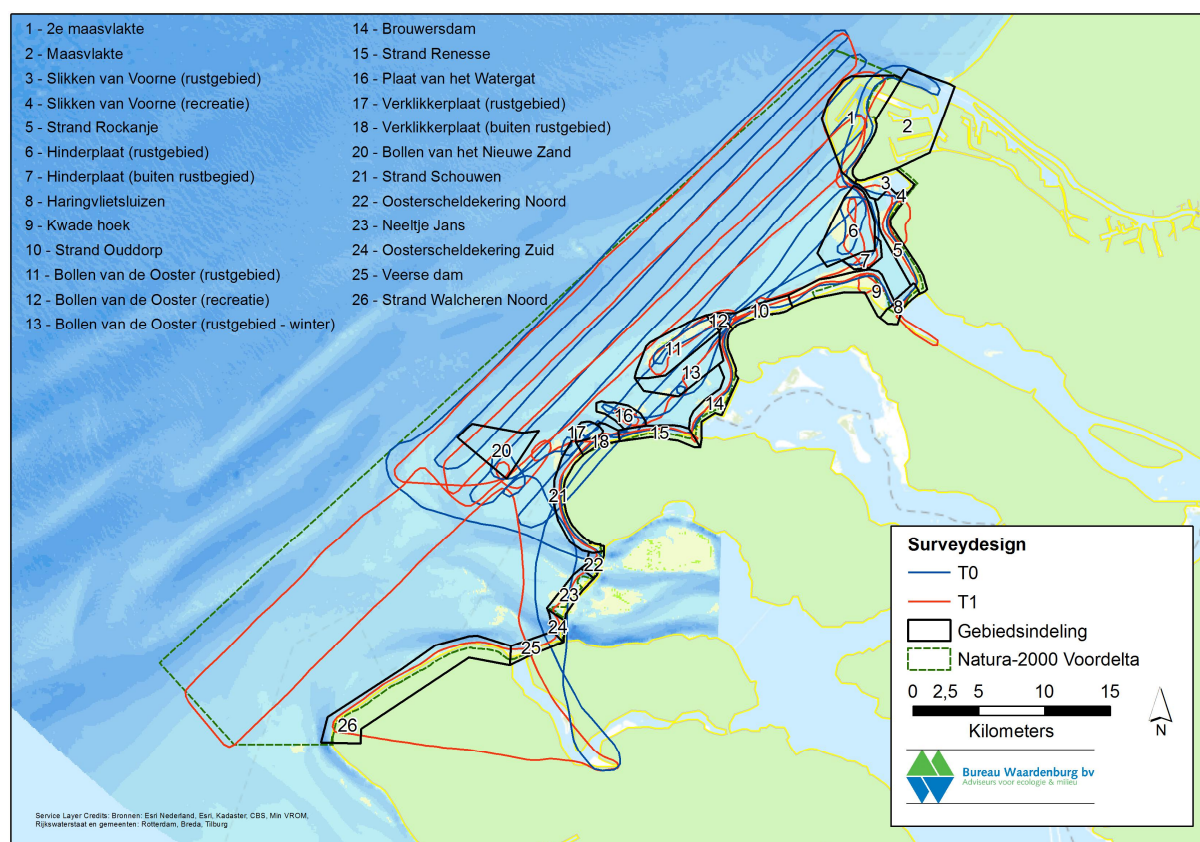 1 - 2e maasvlakte
2 - Maasvlakte
3 - Slikken van Voorne (rustgebied)
4 - Slikken van Voorne (recreatie)
5 - Strand Rockanje
6 - Hinderplaat (rustgebied)
7 - Hinderplaat (buiten rustbegied)
8 - Haringvlietsluizen
9 - Kwade hoek
10 - Strand Ouddorp
11 - Bollen van de Ooster (rustgebied)
12 - Bollen van de Ooster (recreatie)
13 - Bollen van de Ooster (rustgebied - winter)
14 - Brouwersdam
15 - Strand Renesse
16 - Plaat van het Watergat
17 - Verklikkerplaat (rustgebied)
18 - Verklikkerplaat (buiten rustgebied)
20 - Bollen van het Nieuwe Zand
21 - Strand Schouwen
22 - Oosterscheldekering Noord
23 - Neeltje Jans
24 - Oosterscheldekering Zuid
25 - Veerse dam
26 - Strand Walcheren Noord
1
2
3
4
5
6
7
8
9
10
11
12
13
14
15
16
17
18
20
21
22
23
24
25
26
Surveydesign
T0
T1
Gebiedsindeling
Natura-2000 Voordelta
0 2,5 5 10 15
Kilometers
N
Bureau Waardenburg bv
Adviseurs voor ecologie & milieu
Service Layer Credits: Bronnen: Esri Nederland, Esri, Kadaster, CBS, Min VROM,
Rijkswaterstaat en gemeenten: Rotterdam, Breda, Tilburg